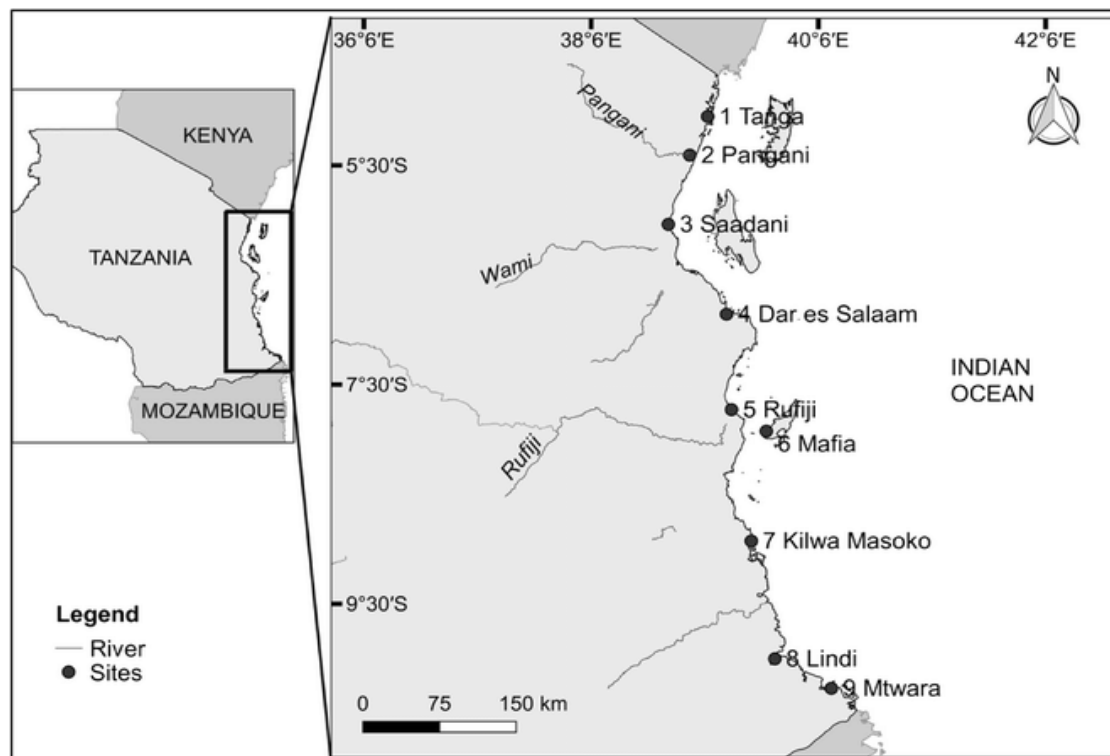 36°6′E
38°6′E
40°6′E
42°6′E
N
KENYA
TANZANIA
MOZAMBIQUE
Pangani
1 Tanga
2 Pangani
5°30′S
3 Saadani
Wami
4 Dar es Salaam
INDIAN
OCEAN
7°30′S
5 Rufiji
6 Mafia
Rufiji
7 Kilwa Masoko
9°30′S
8 Lindi
9 Mtwara
Legend
River
Sites
0 75 150 km